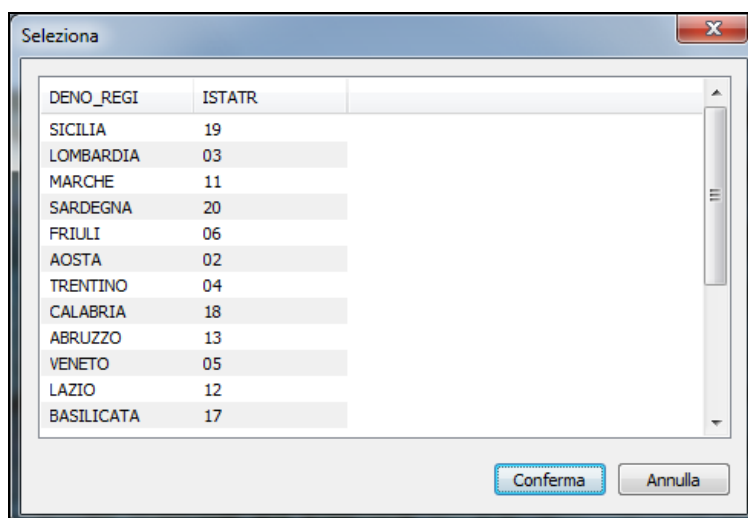 Seleziona
DENO_REGI ISTATR
SICILIA 19
LOMBARDIA 03
MARCHE 11
SARDEGNA 20
FRIULI 06
AOSTA 02
TRENTINO 04
CALABRIA 18
ABRUZZO 13
VENETO 05
LAZIO 12
BASILICATA 17
Conferma Annulla